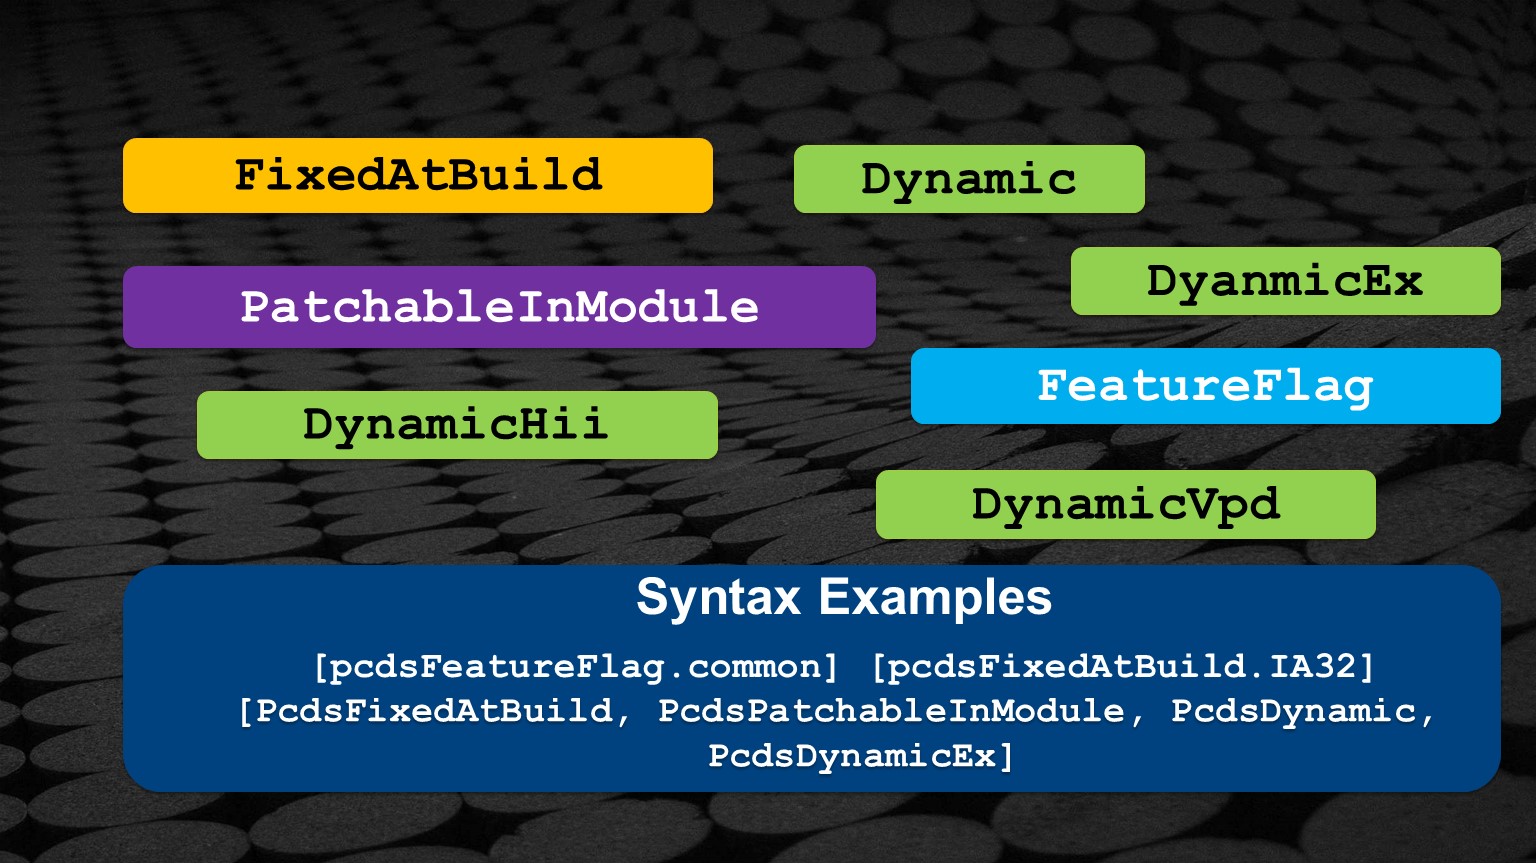 FixedAtBuild
Dynamic
DyanmicEx
PatchableInModule
FeatureFlag
DynamicHii
DynamicVpd
Syntax Examples
[pcdsFeatureFlag.common] [pcdsFixedAtBuild.IA32]
[PcdsFixedAtBuild, PcdsPatchableInModule, PcdsDynamic,
PcdsDynamicEx]